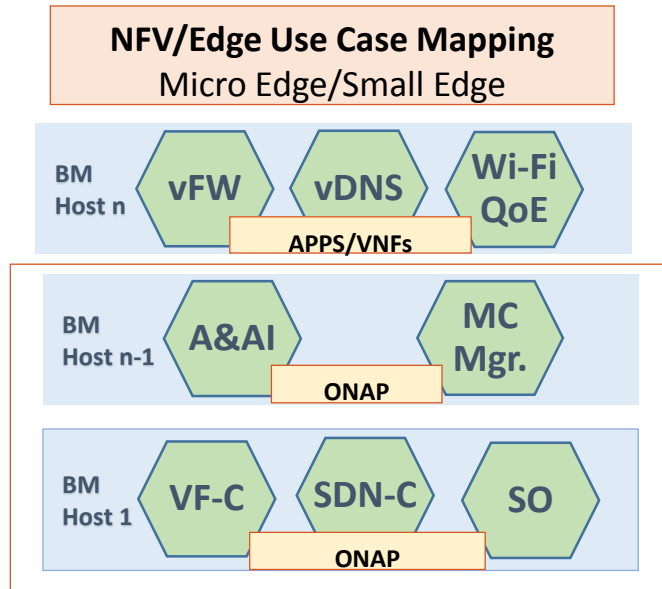 NFV/Edge Use Case Mapping
Micro Edge/Small Edge
BM
Host n
vFW
vDNS
Wi-Fi
QoE
APPS/VNFs
BM
Host n-1
A&AI
MC
Mgr.
ONAP
BM
Host 1
VF-C
SDN-C
SO
ONAP